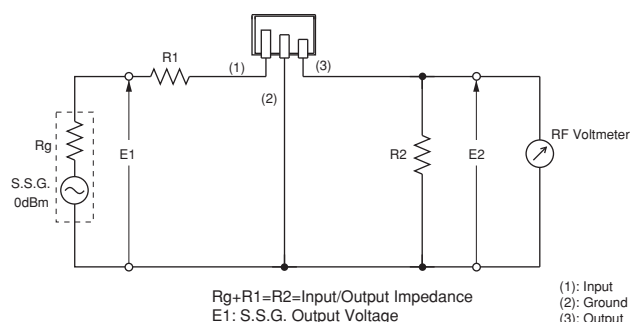 R1
(1)
(3)
(2)
Rg
E1
R2
E2
RF Voltmeter
S.S.G.
0dBm
Rg+R1=R2=Input/Output Impedance
E1: S.S.G. Output Voltage
(1): Input
(2): Ground
(3): Output